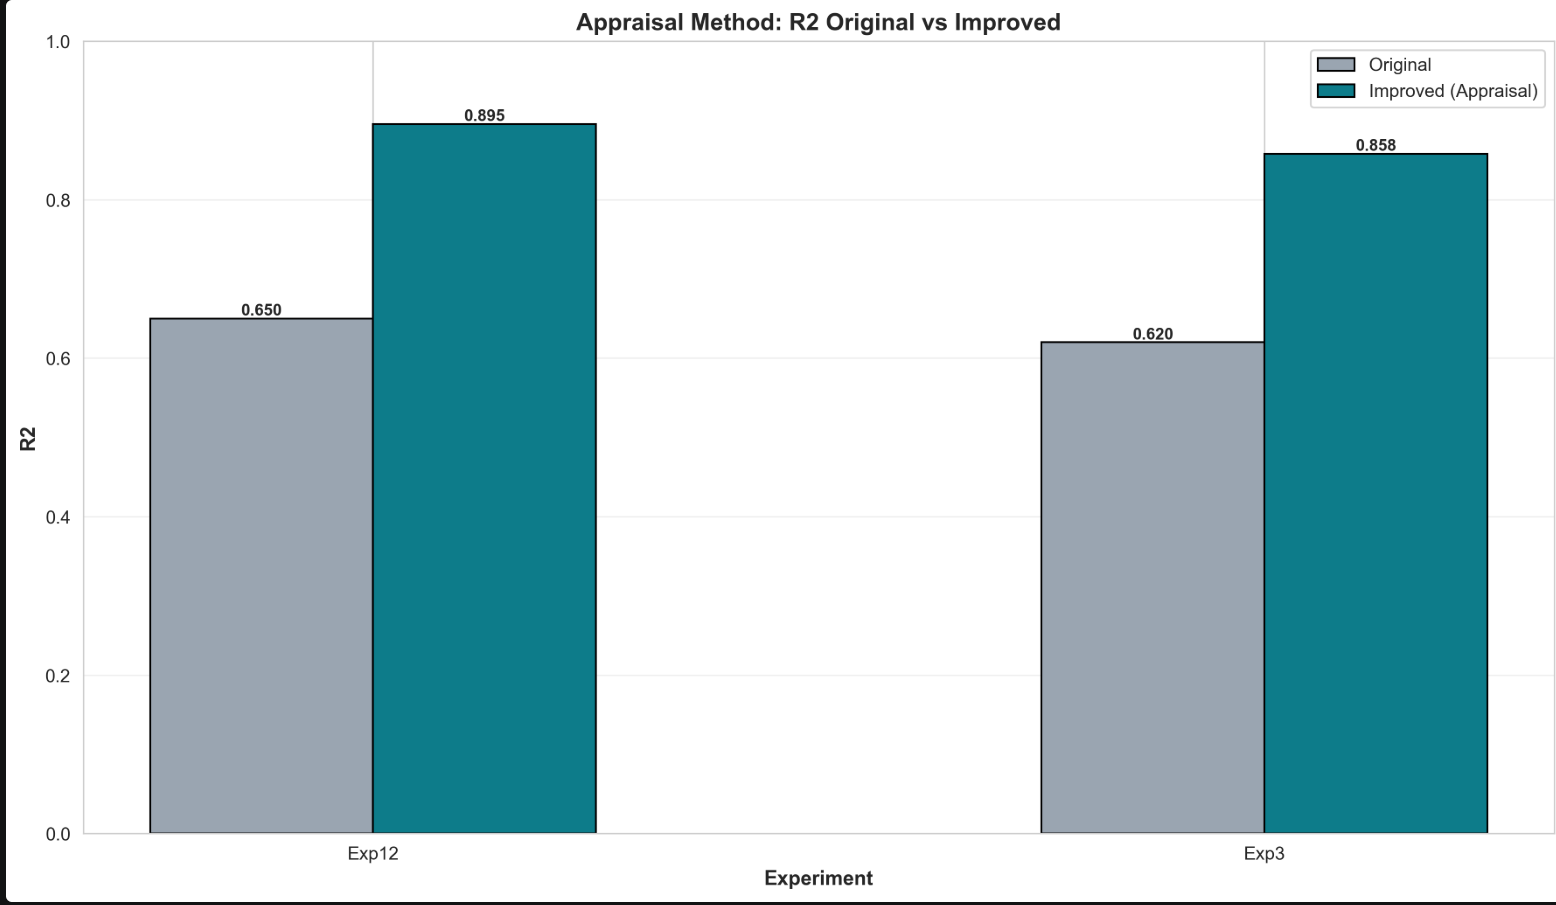 Appraisal Method: R2 Original vs Improved
1.0
0.8
0.6
0.4
0.2
0.0
R2
Original
Improved (Appraisal)
0.650
0.895
0.620
0.858
Exp12
Exp3
Experiment